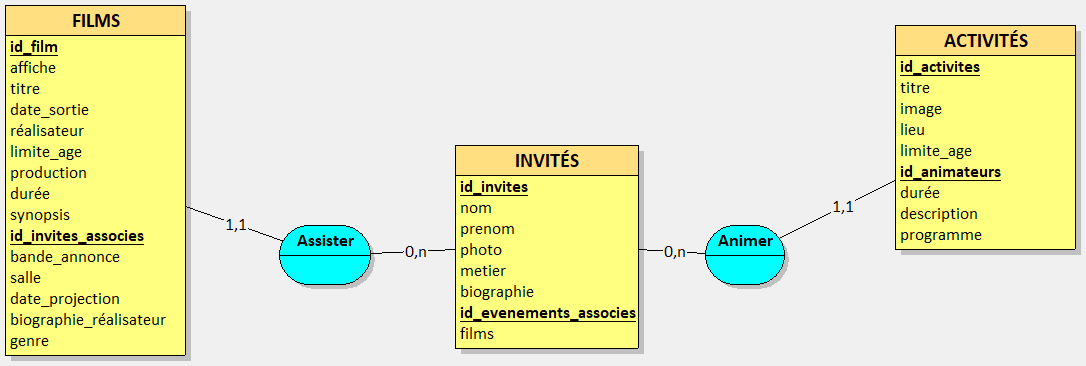 FILMS
id_film
affiche
titre
date_sortie
réalisateur
limite_age
production
durée
synopsis
id_invites_associes
bande_annonce
salle
date_projection
biographie_réalisateur
genre
1,1
Assister
0,n
INVITÉS
id_invites
nom
prenom
photo
metier
biographie
id_evenements_associes
films
0,n
Animer
1,1
ACTIVITÉS
id_activites
titre
image
lieu
limite_age
id_animateurs
durée
description
programme